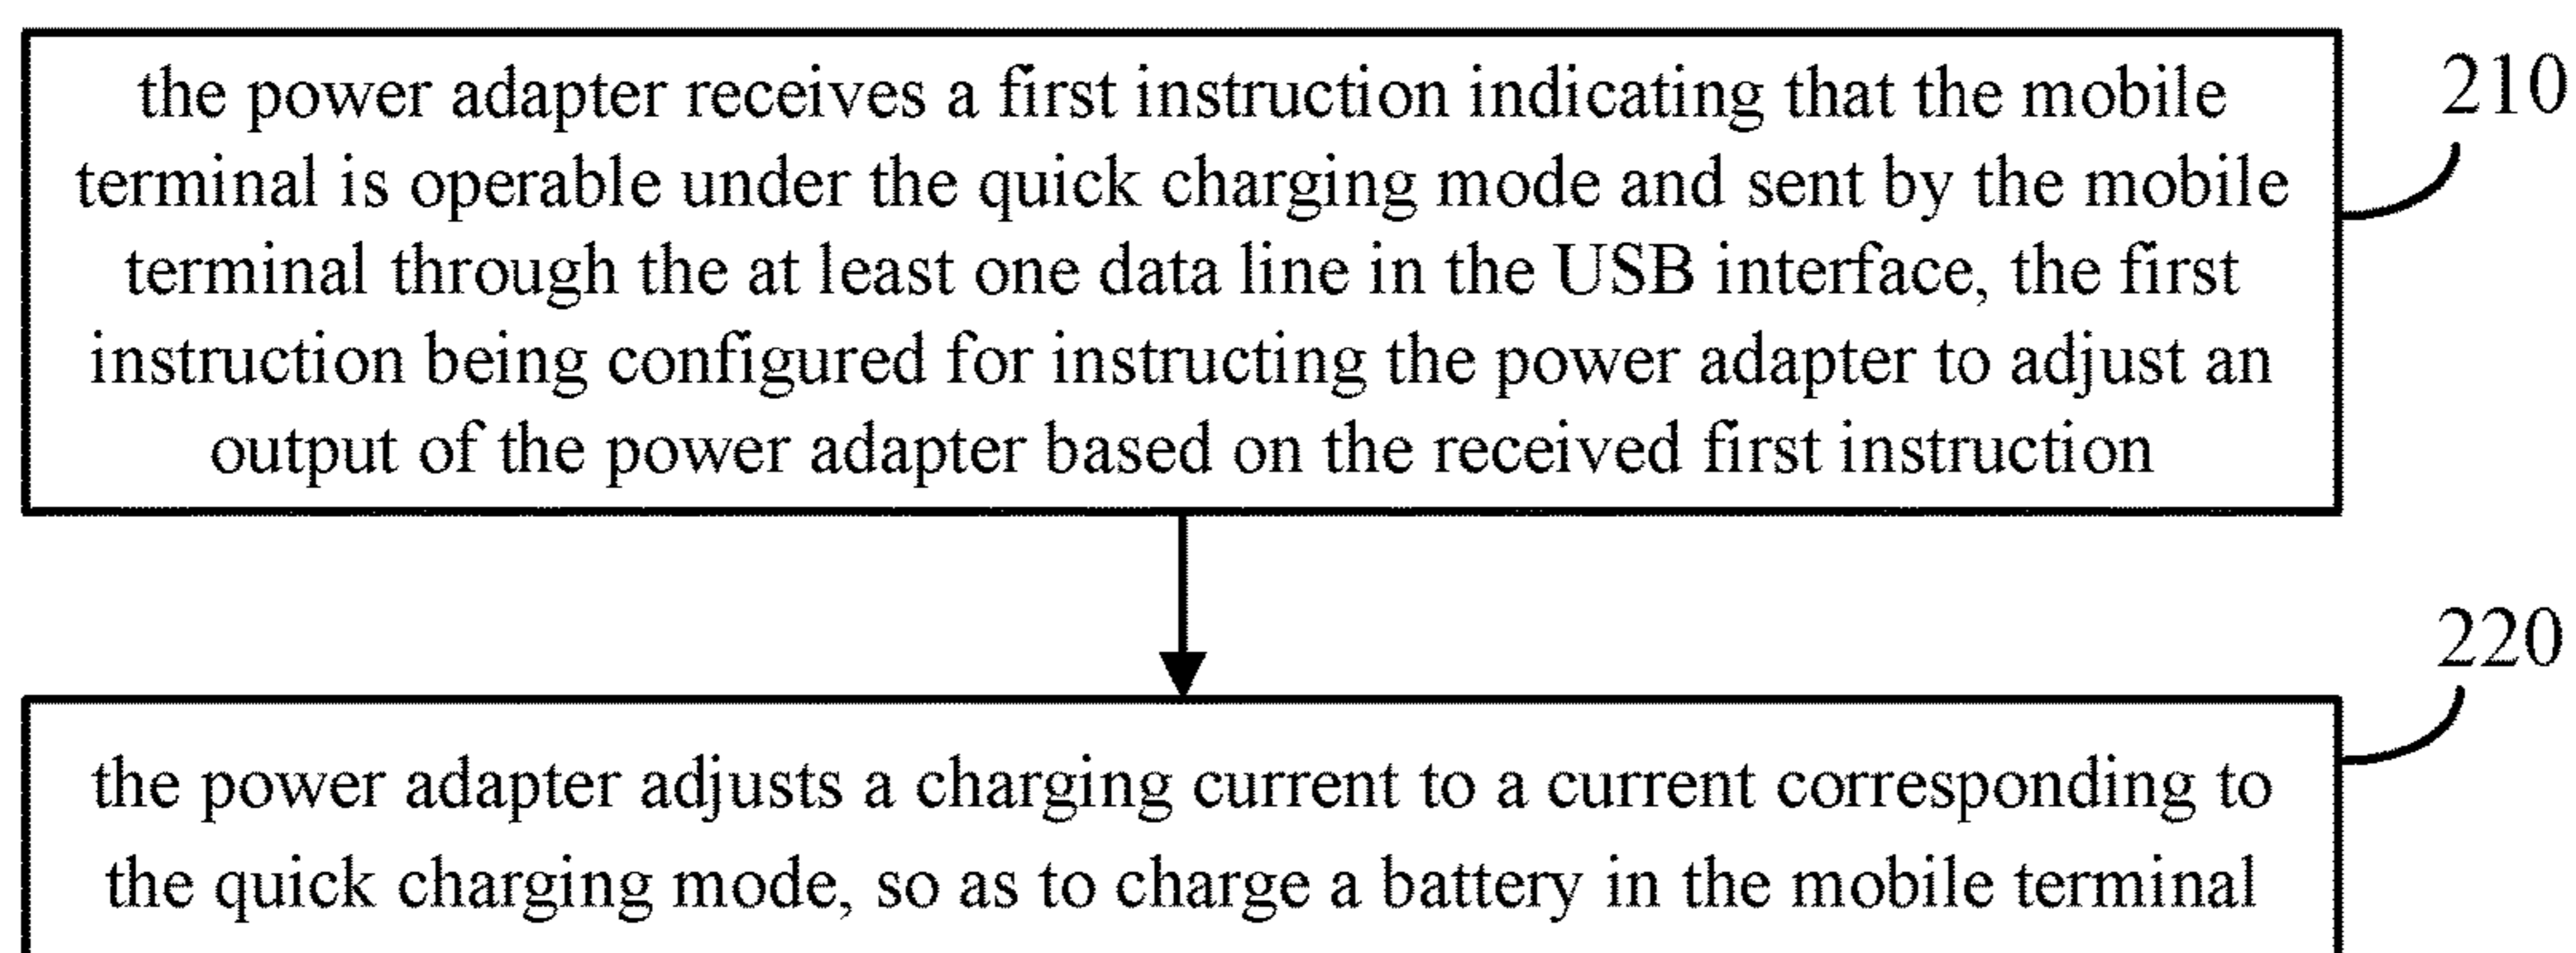 the power adapter receives a first instruction indicating that the mobile
terminal is operable under the quick charging mode and sent by the mobile
terminal through the at least one data line in the USB interface, the first
instruction being configured for instructing the power adapter to adjust an
output of the power adapter based on the received first instruction
210
220
the power adapter adjusts a charging current to a current corresponding to
the quick charging mode, so as to charge a battery in the mobile terminal